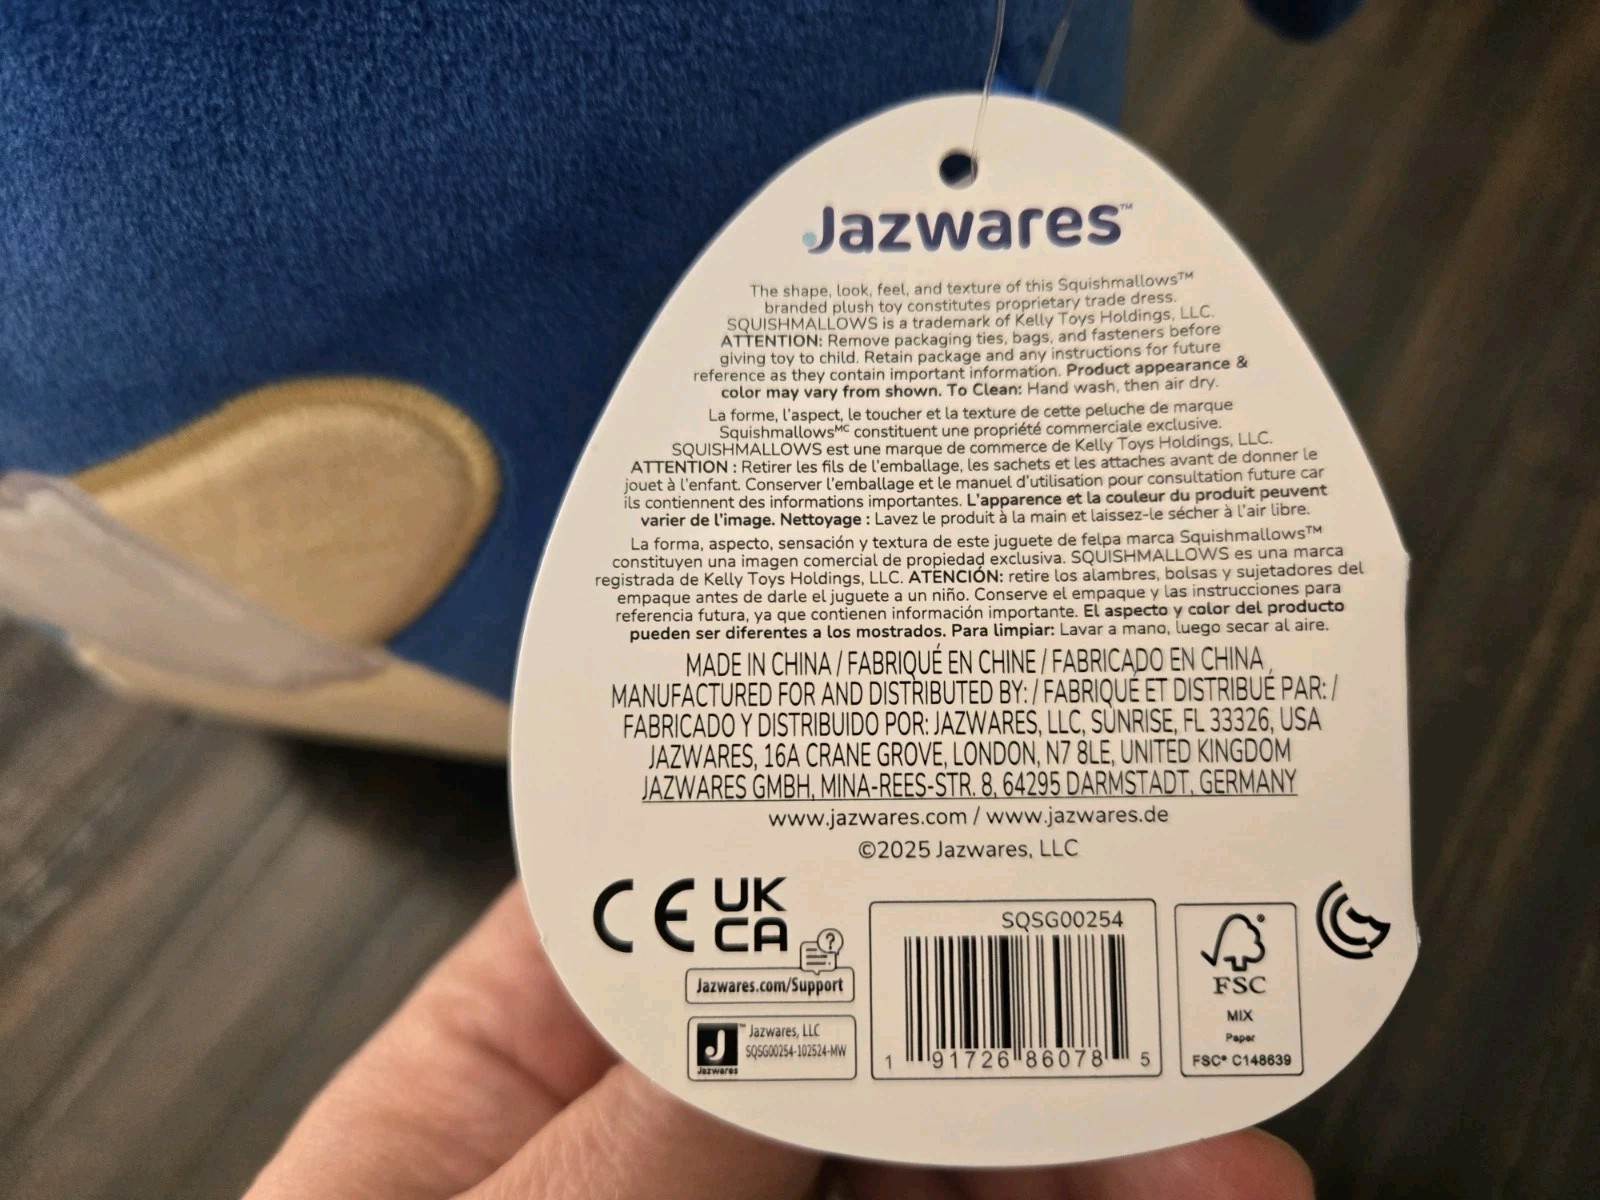 Jazwares™
The shape, look, feel, and texture of this Squishmallows™
branded plush toy constitutes proprietary trade dress.
SQUISHMALLOWS is a trademark of Kelly Toys Holdings, LLC.
ATTENTION: Remove packaging ties, bags, and fasteners before
giving toy to child. Retain package and any instructions for future
reference as they contain important information. Product appearance &
color may vary from shown. To Clean: Hand wash, then air dry.
La forme, l'aspect, le toucher et la texture de cette peluche de marque
Squishmallowsᴹᶜ constituent une propriété commerciale exclusive.
SQUISHMALLOWS est une marque de commerce de Kelly Toys Holdings, LLC.
ATTENTION : Retirer les fils de l'emballage, les sachets et les attaches avant de donner le
jouet à l'enfant. Conserver l'emballage et le manuel d'utilisation pour consultation future car
ils contiennent des informations importantes. L'apparence et la couleur du produit peuvent
varier de l'image. Nettoyage : Lavez le produit à la main et laissez-le sécher à l'air libre.
La forma, aspecto, sensación y textura de este juguete de felpa marca Squishmallows™
constituyen una imagen comercial de propiedad exclusiva. SQUISHMALLOWS es una marca
registrada de Kelly Toys Holdings, LLC. ATENCIÓN: retire los alambres, bolsas y sujetadores del
empaque antes de darle el juguete a un niño. Conserve el empaque y las instrucciones para
referencia futura, ya que contienen información importante. El aspecto y color del producto
pueden ser diferentes a los mostrados. Para limpiar: Lavar a mano, luego secar al aire.
MADE IN CHINA / FABRIQUÉ EN CHINE / FABRICADO EN CHINA
MANUFACTURED FOR AND DISTRIBUTED BY: / FABRIQUÉ ET DISTRIBUÉ PAR: /
FABRICADO Y DISTRIBUIDO POR: JAZWARES, LLC, SUNRISE, FL 33326, USA
JAZWARES, 16A CRANE GROVE, LONDON, N7 8LE, UNITED KINGDOM
JAZWARES GMBH, MINA-REES-STR. 8, 64295 DARMSTADT, GERMANY
www.jazwares.com / www.jazwares.de
©2025 Jazwares, LLC
CE UK
CA
?
Jazwares.com/Support
J™ Jazwares, LLC
SQSG00254-102524-MW
Jazwares
SQSG00254
1 91726 86078 5
FSC
MIX
Paper
FSC® C148639